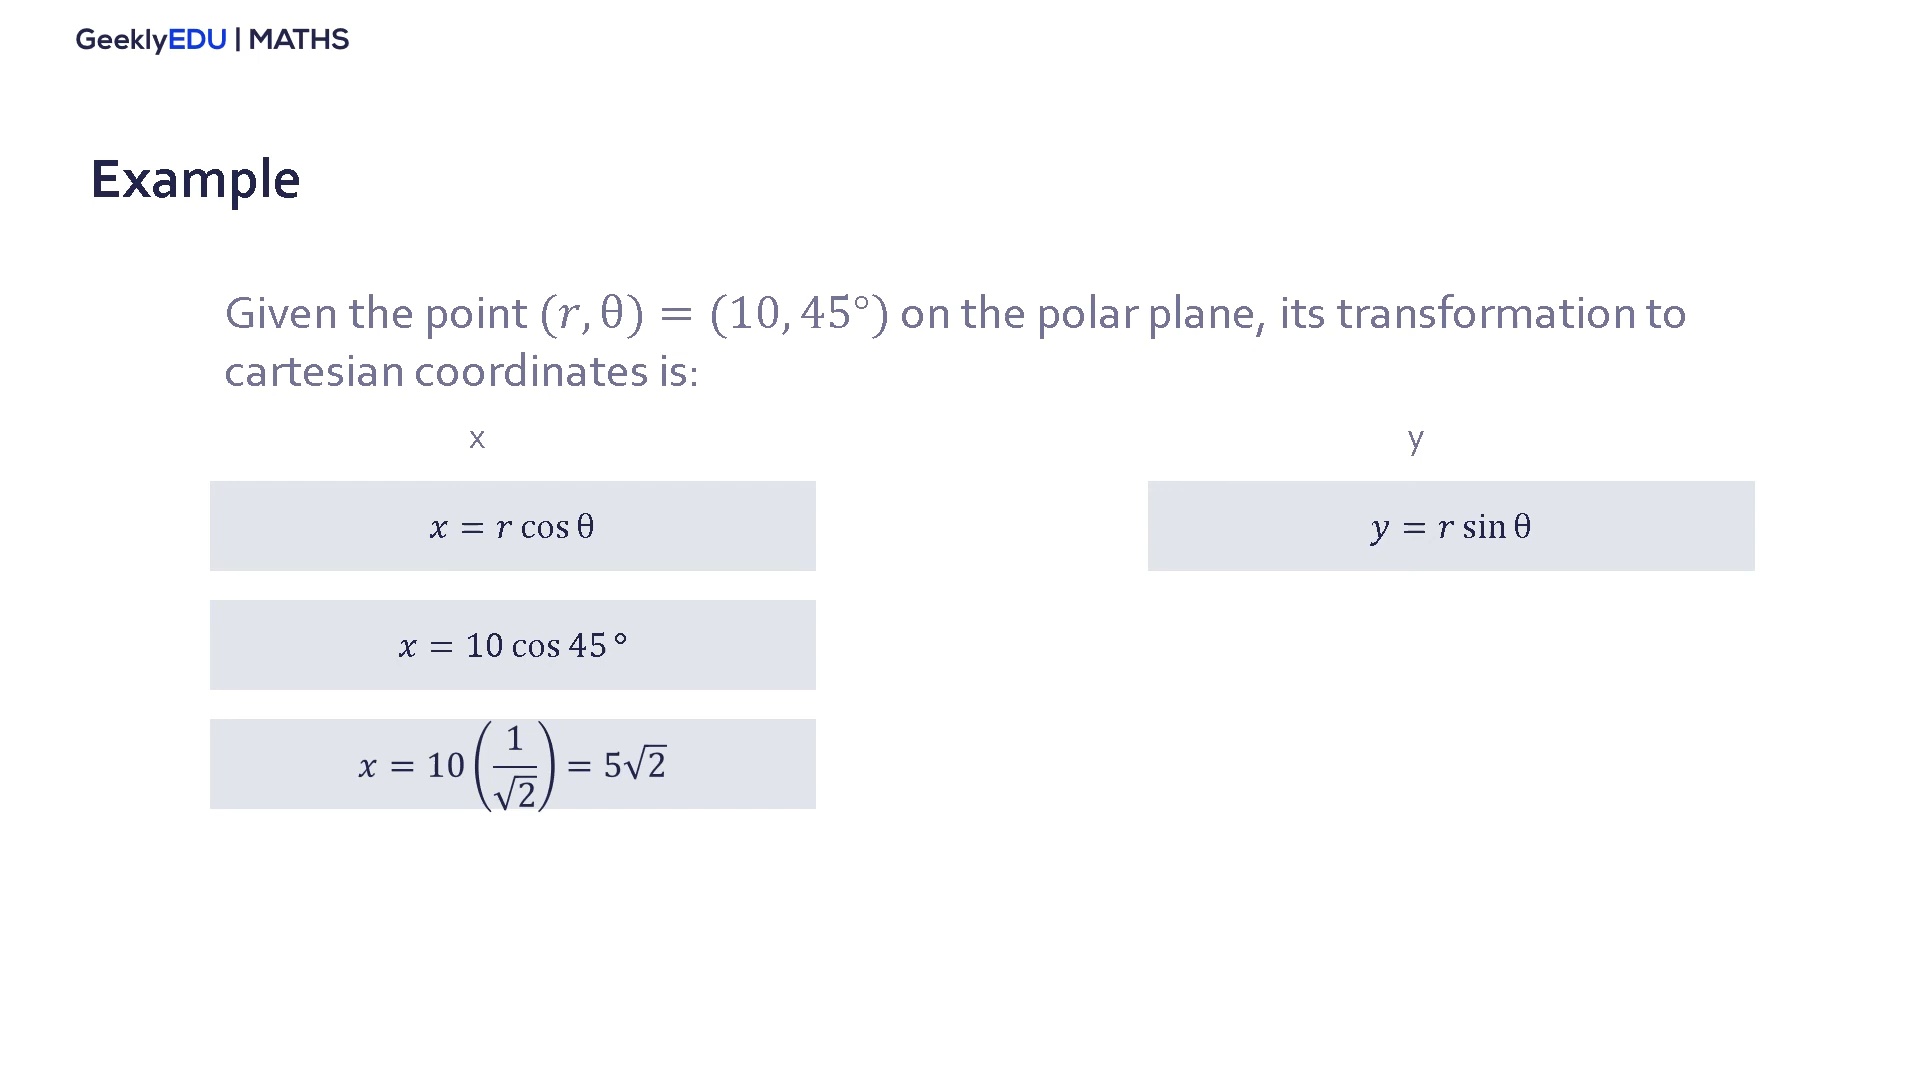 GeeklyEDU | MATHS
Example
Given the point (r, θ) = (10, 45°) on the polar plane, its transformation to
cartesian coordinates is:
x
y
x = r cos θ
y = r sin θ
x = 10 cos 45 °
x = 10 (1/√2) = 5√2